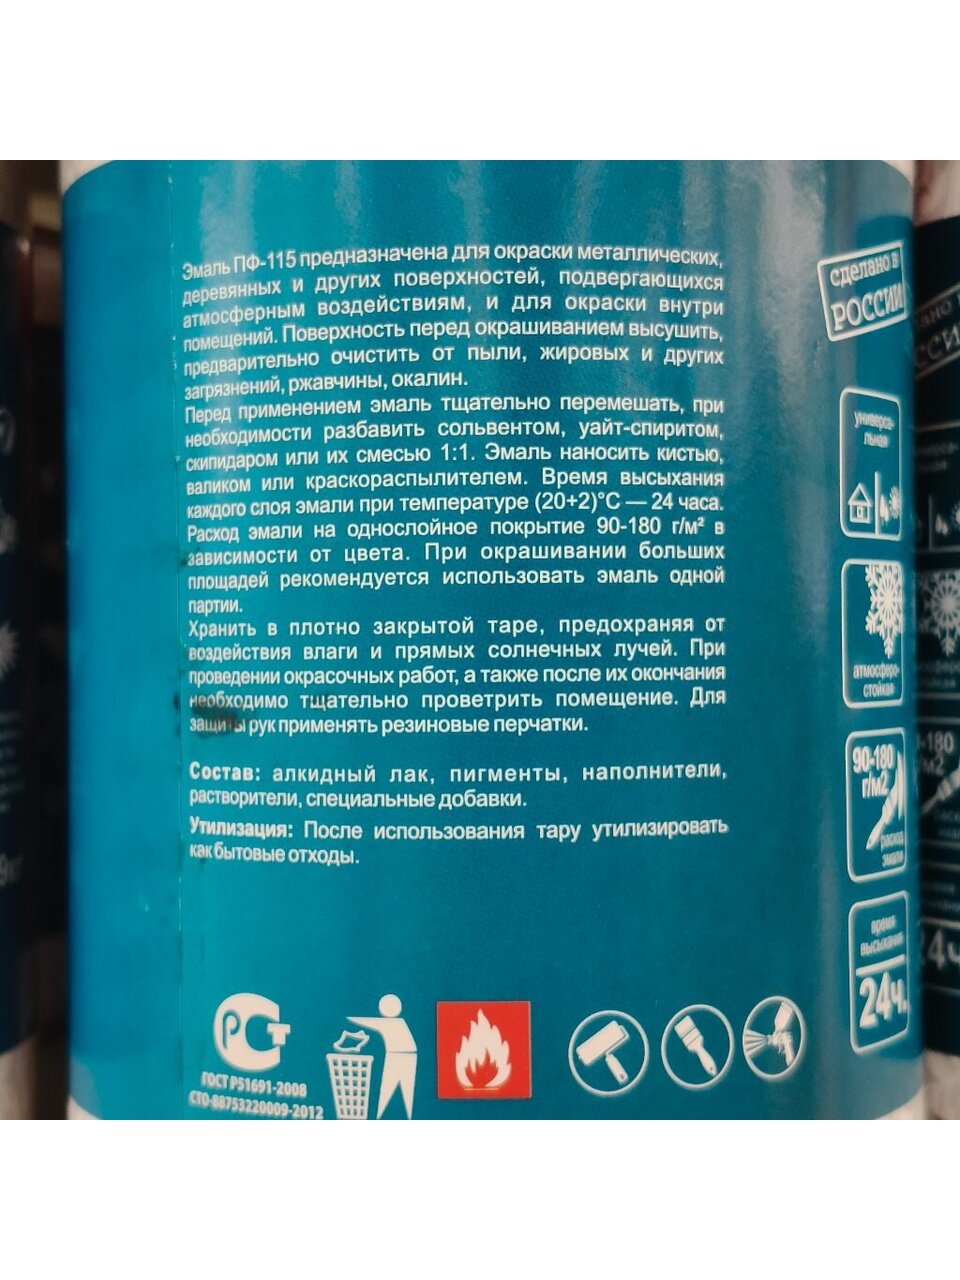 Эмаль ПФ-115 предназначена для окраски металлических,
деревянных и других поверхностей, подвергающихся
атмосферным воздействиям, и для окраски внутри
помещений. Поверхность перед окрашиванием высушить,
предварительно очистить от пыли, жировых и других
загрязнений, ржавчины, окалин.
Перед применением эмаль тщательно перемешать, при
необходимости разбавить сольвентом, уайт-спиритом,
скипидаром или их смесью 1:1. Эмаль наносить кистью,
валиком или краскораспылителем. Время высыхания
каждого слоя эмали при температуре (20+2)°С — 24 часа.
Расход эмали на однослойное покрытие 90-180 г/м² в
зависимости от цвета. При окрашивании больших
площадей рекомендуется использовать эмаль одной
партии.
Хранить в плотно закрытой таре, предохраняя от
воздействия влаги и прямых солнечных лучей. При
проведении окрасочных работ, а также после их окончания
необходимо тщательно проветрить помещение. Для
защиты рук применять резиновые перчатки.
Состав: алкидный лак, пигменты, наполнители,
растворители, специальные добавки.
Утилизация: После использования тару утилизировать
как бытовые отходы.
РСТ
ГОСТ Р51691-2008
СТО-88753220009-2012
сделано в
РОССИИ
универса-
льная
атмосферо-
стойкая
90-180
г/м2
расход
эмали
время
высыхания
24ч.